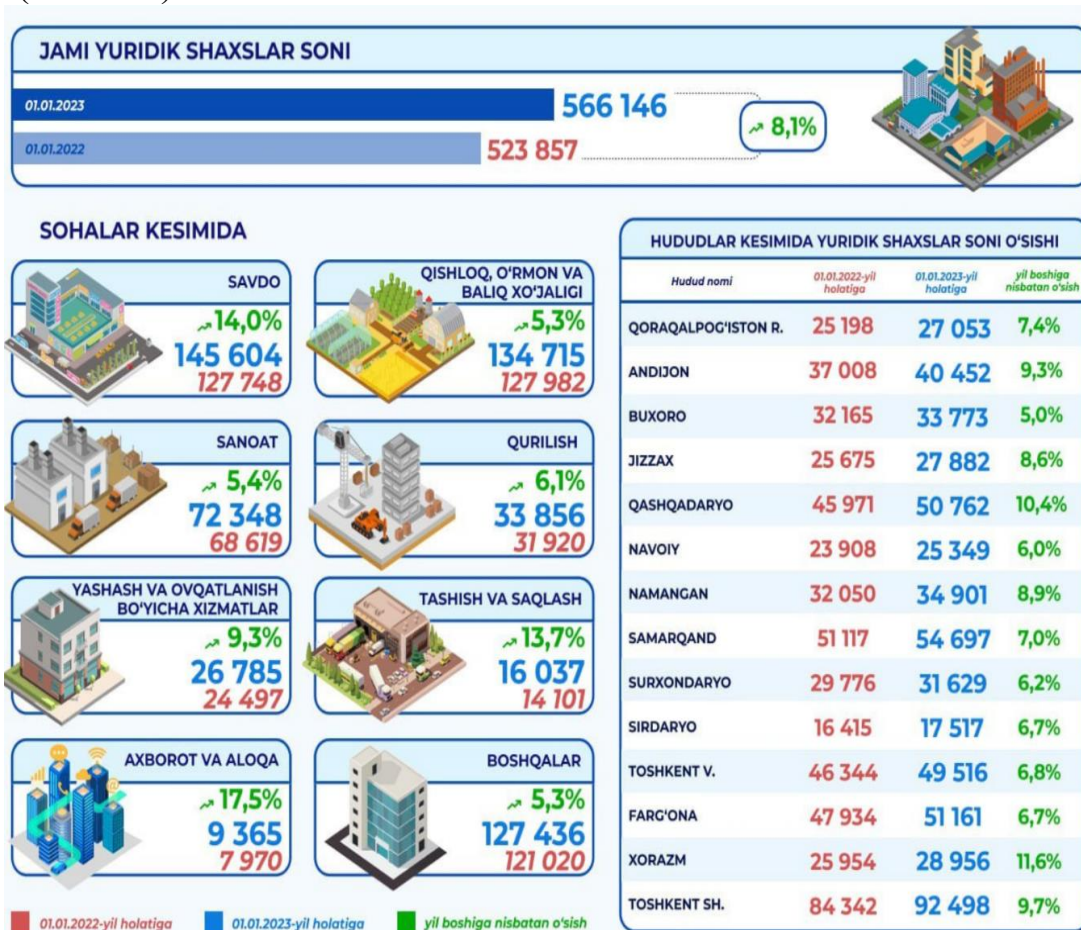 JAMI YURIDIK SHAXSLAR SONI
01.01.2023
566 146
8,1%
01.01.2022
523 857
SOHALAR KESIMIDA
SAVDO
14,0%
145 604
127 748
QISHLOQ, O‘RMON VA
BALIQ XO‘JALIGI
5,3%
134 715
127 982
SANOAT
5,4%
72 348
68 619
QURILISH
6,1%
33 856
31 920
YASHASH VA OVQATLANISH
BO‘YICHA XIZMATLAR
9,3%
26 785
24 497
TASHISH VA SAQLASH
13,7%
16 037
14 101
AXBOROT VA ALOQA
17,5%
9 365
7 970
BOSHQALAR
5,3%
127 436
121 020
01.01.2022-yil holatiga 01.01.2023-yil holatiga yil boshiga nisbatan o‘sish
HUDUDLAR KESIMIDA YURIDIK SHAXSLAR SONI O‘SISHI
Hudud nomi 01.01.2022-yil holatiga 01.01.2023-yil holatiga yil boshiga nisbatan o‘sish
QORAQALPOG‘ISTON R. 25 198 27 053 7,4%
ANDIJON 37 008 40 452 9,3%
BUXORO 32 165 33 773 5,0%
JIZZAX 25 675 27 882 8,6%
QASHQADARYO 45 971 50 762 10,4%
NAVOIY 23 908 25 349 6,0%
NAMANGAN 32 050 34 901 8,9%
SAMARQAND 51 117 54 697 7,0%
SURXONDARYO 29 776 31 629 6,2%
SIRDARYO 16 415 17 517 6,7%
TOSHKENT V. 46 344 49 516 6,8%
FARG‘ONA 47 934 51 161 6,7%
XORAZM 25 954 28 956 11,6%
TOSHKENT SH. 84 342 92 498 9,7%